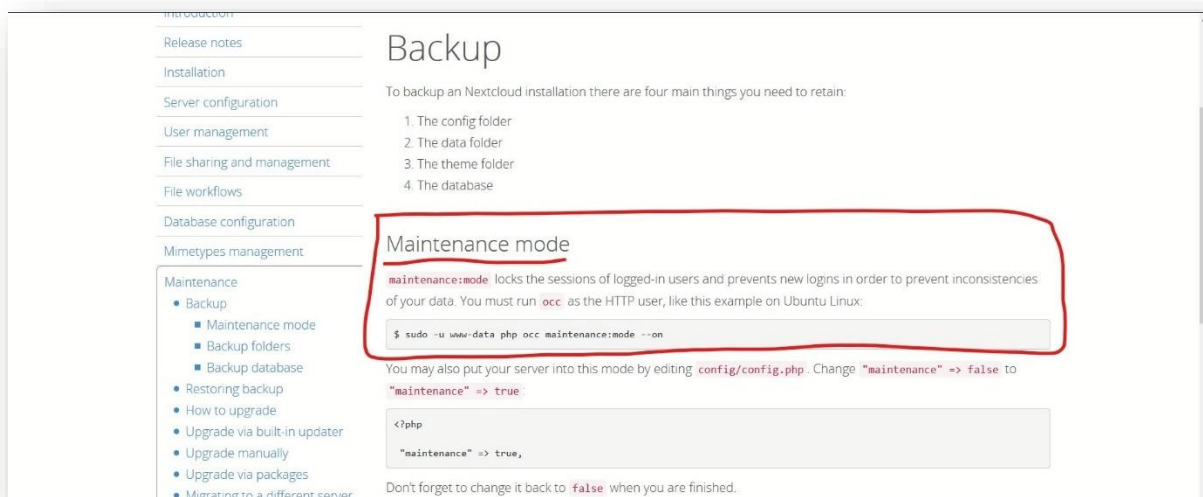 Introduction
Release notes
Installation
Server configuration
User management
File sharing and management
File workflows
Database configuration
Mimetypes management
Maintenance
Backup
Maintenance mode
Backup folders
Backup database
Restoring backup
How to upgrade
Upgrade via built-in updater
Upgrade manually
Upgrade via packages
Migrating to a different server
Backup
To backup an Nextcloud installation there are four main things you need to retain:
1. The config folder
2. The data folder
3. The theme folder
4. The database
Maintenance mode
maintenance:mode locks the sessions of logged-in users and prevents new logins in order to prevent inconsistencies
of your data. You must run occ as the HTTP user, like this example on Ubuntu Linux:
$ sudo -u www-data php occ maintenance:mode --on
You may also put your server into this mode by editing config/config.php. Change "maintenance" => false to
"maintenance" => true:
<?php
"maintenance" => true,
Don't forget to change it back to false when you are finished.